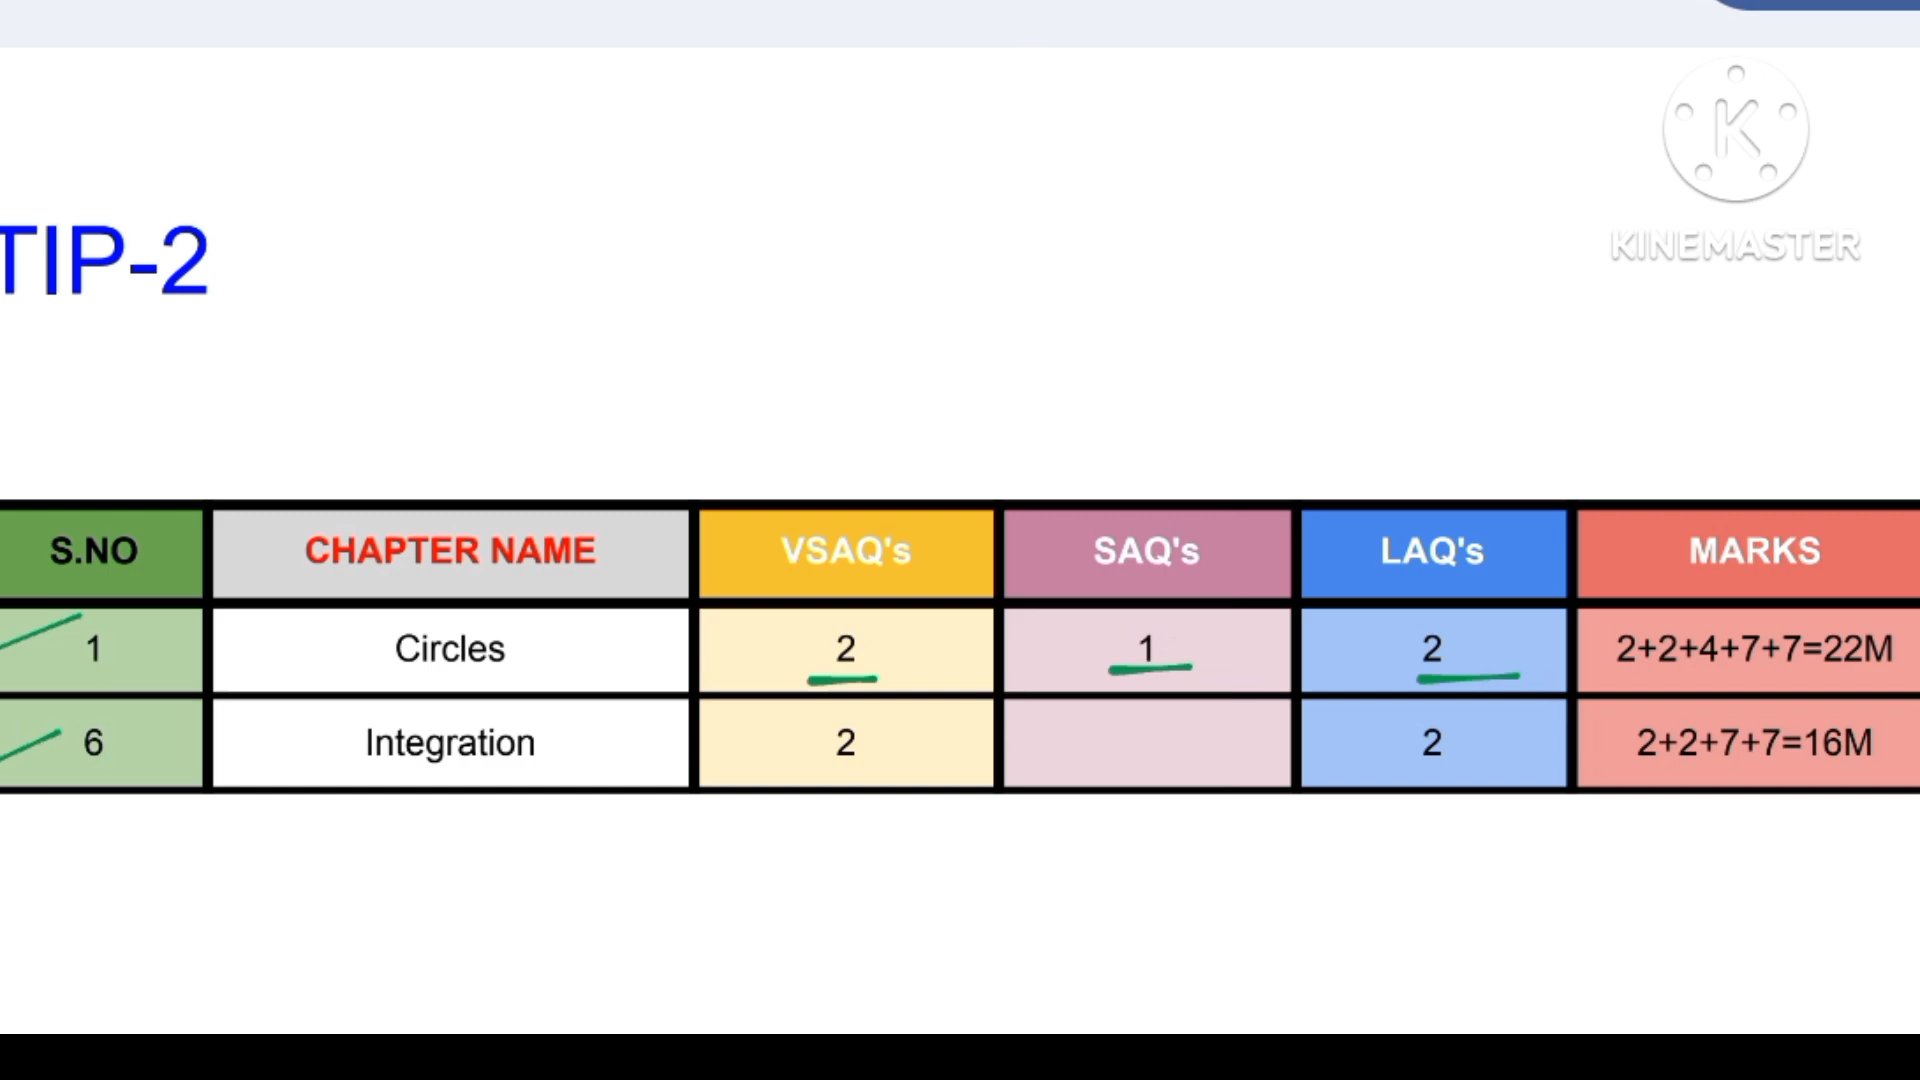 K
KINEMASTER
TIP-2
S.NO CHAPTER NAME VSAQ's SAQ's LAQ's MARKS
1 Circles 2 1 2 2+2+4+7+7=22M
6 Integration 2 2 2+2+7+7=16M